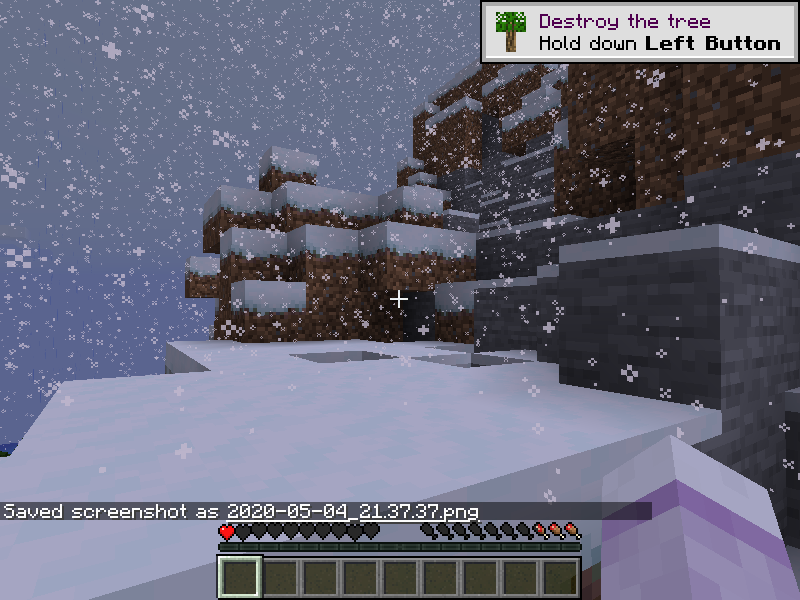 Destroy the tree
Hold down Left Button
Saved screenshot as 2020-05-04_21.37.37.png